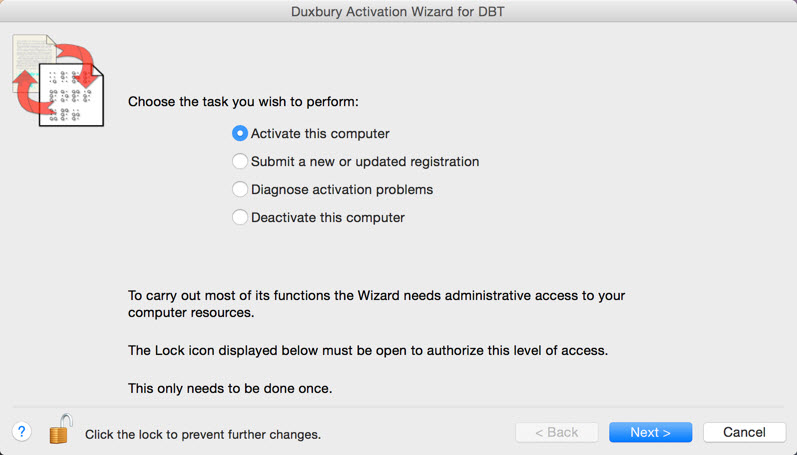 Duxbury Activation Wizard for DBT
Choose the task you wish to perform:
Activate this computer
Submit a new or updated registration
Diagnose activation problems
Deactivate this computer
To carry out most of its functions the Wizard needs administrative access to your
computer resources.
The Lock icon displayed below must be open to authorize this level of access.
This only needs to be done once.
?
Click the lock to prevent further changes.
< Back
Next >
Cancel